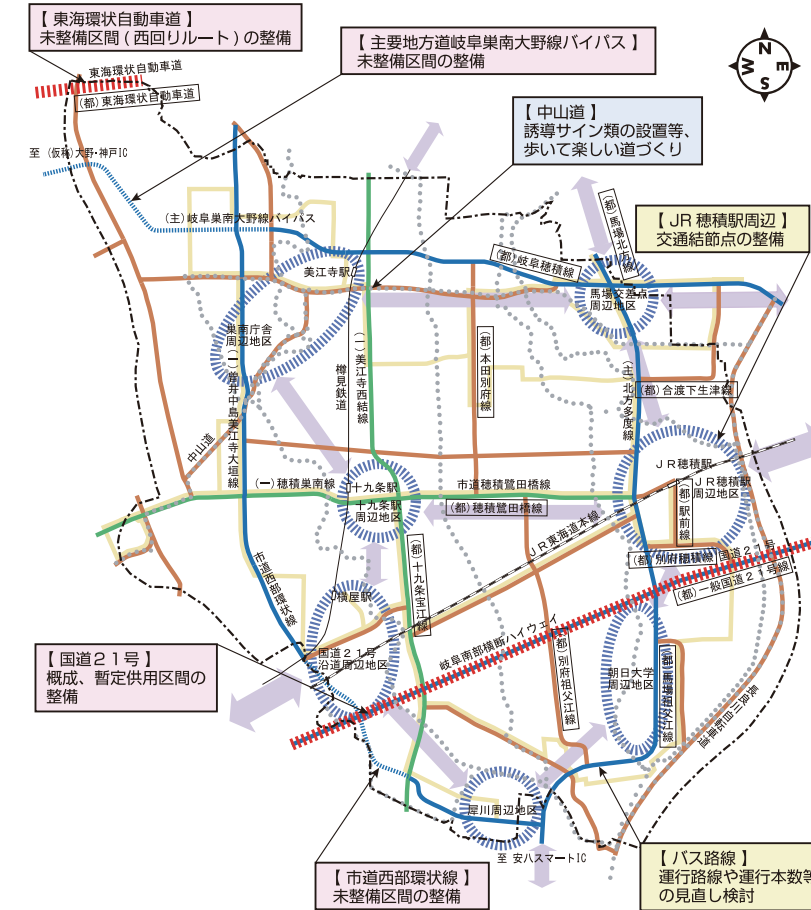 【 東海環状自動車道 】
未整備区間 ( 西回りルート ) の整備
【 主要地方道岐阜巣南大野線バイパス 】
未整備区間の整備
N
E
S
W
東海環状自動車道
(都)東海環状自動車道
【 中山道 】
誘導サイン類の設置等、
歩いて楽しい道づくり
至 (仮称)大野・神戸IC
【 JR 穂積駅周辺 】
交通結節点の整備
(都)馬場北方線
(主)岐阜巣南大野線バイパス
(都)岐阜穂積線
美江寺駅
馬場交差点
周辺地区
巣南庁舎
周辺地区
(一)美江寺西結線
樽見鉄道
(都)本田別府線
(一)曽井中島美江寺大垣線
(主)北方多度線
(都)合渡下生津線
中山道
JR穂積駅
JR穂積駅
周辺地区
(都)駅前線
(一)穂積巣南線
十九条駅
十九条駅
周辺地区
市道穂積鷺田橋線
(都)穂積鷺田橋線
JR東海道本線
(都)別府穂積線
国道21号
(都)一般国道21号線
市道西部環状線
(都)十九条宝江線
横屋駅
国道21号
沿道周辺地区
岐阜南部横断ハイウェイ
(都)別府祖父江線
朝日大学
周辺地区
(都)馬場祖父江線
長良川自転車道
【 国道21号 】
概成、暫定供用区間の
整備
犀川周辺地区
至 安八スマートIC
【 市道西部環状線 】
未整備区間の整備
【 バス路線 】
運行路線や運行本数等
の見直し検討